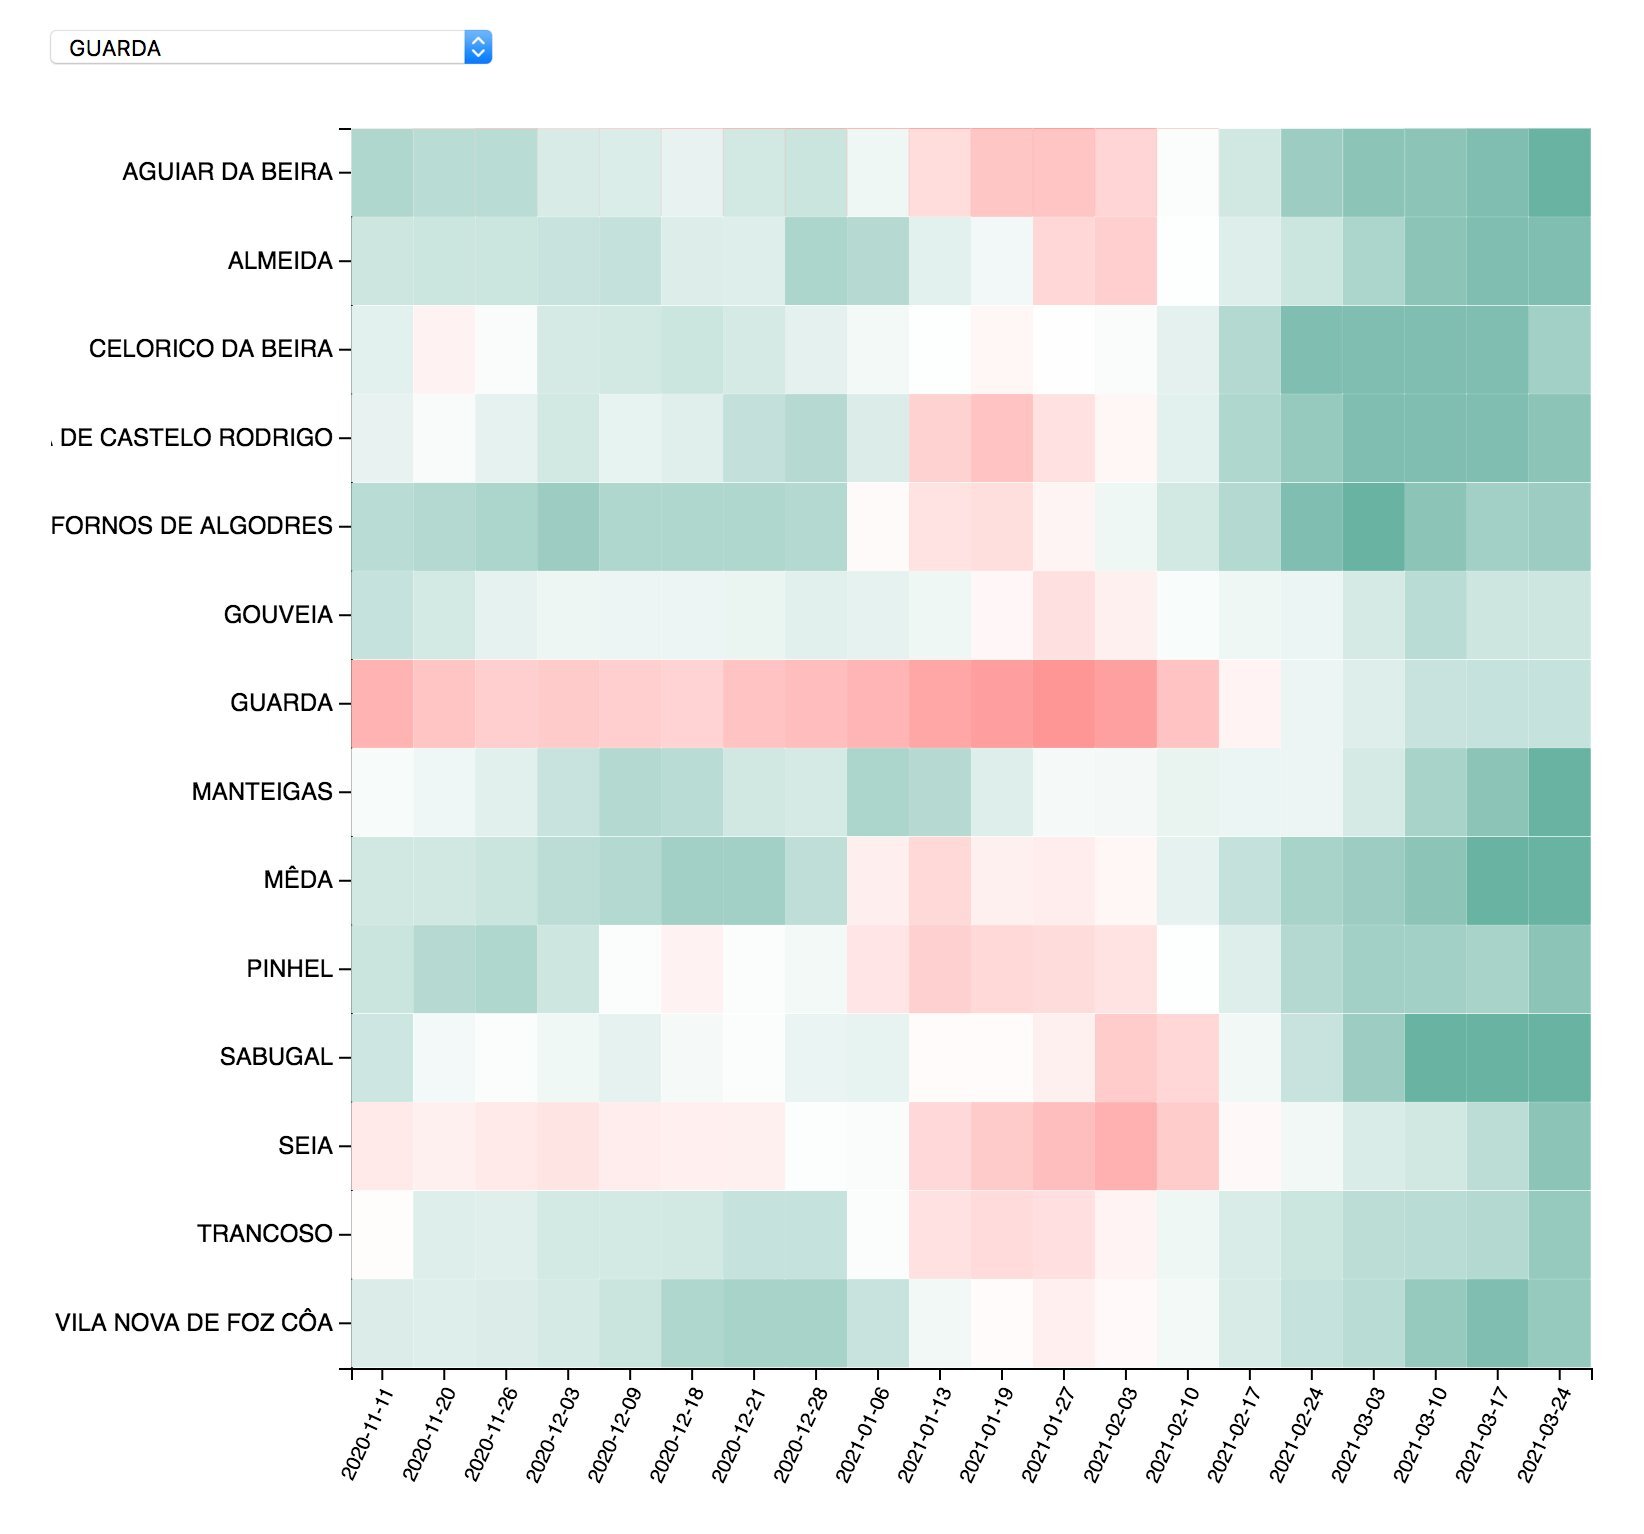 GUARDA
AGUIAR DA BEIRA
ALMEIDA
CELORICO DA BEIRA
DE CASTELO RODRIGO
FORNOS DE ALGODRES
GOUVEIA
GUARDA
MANTEIGAS
MÊDA
PINHEL
SABUGAL
SEIA
TRANCOSO
VILA NOVA DE FOZ CÔA
2020-11-11
2020-11-20
2020-11-26
2020-12-03
2020-12-09
2020-12-18
2020-12-21
2020-12-28
2021-01-06
2021-01-13
2021-01-19
2021-01-27
2021-02-03
2021-02-10
2021-02-17
2021-02-24
2021-03-03
2021-03-10
2021-03-17
2021-03-24